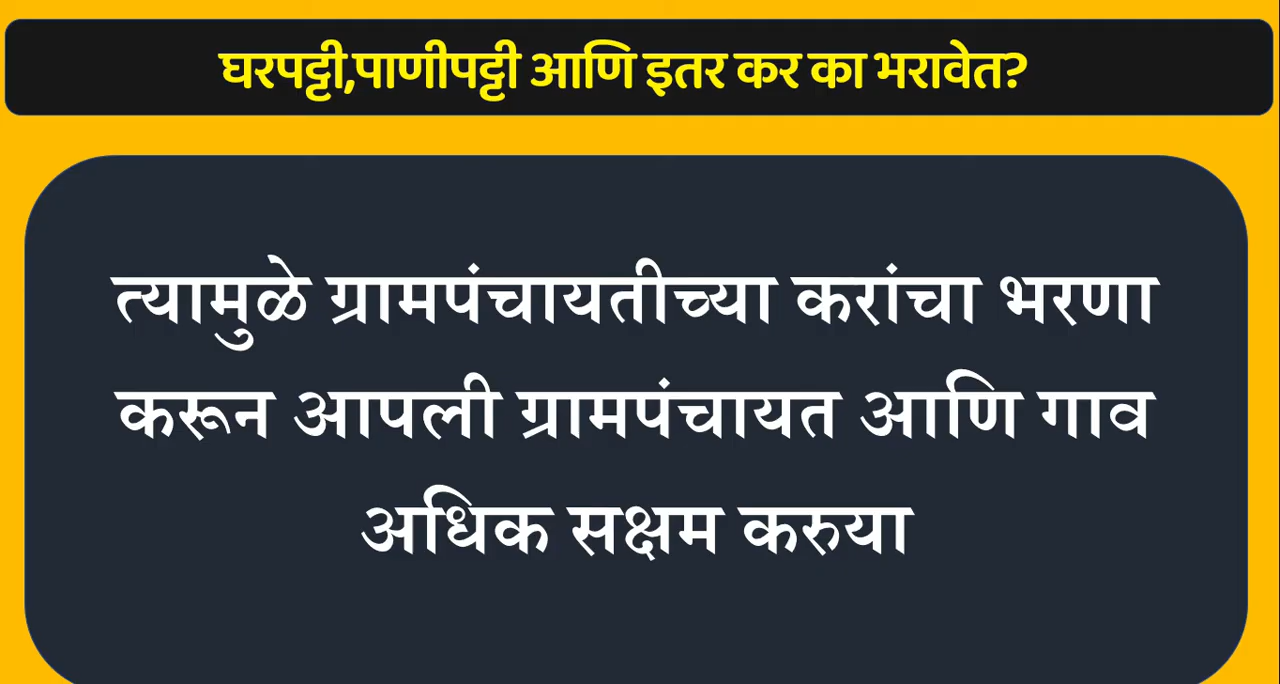 घरपट्टी,पाणीपट्टी आणि इतर कर का भरावेत?
त्यामुळे ग्रामपंचायतीच्या करांचा भरणा
करून आपली ग्रामपंचायत आणि गाव
अधिक सक्षम करुया